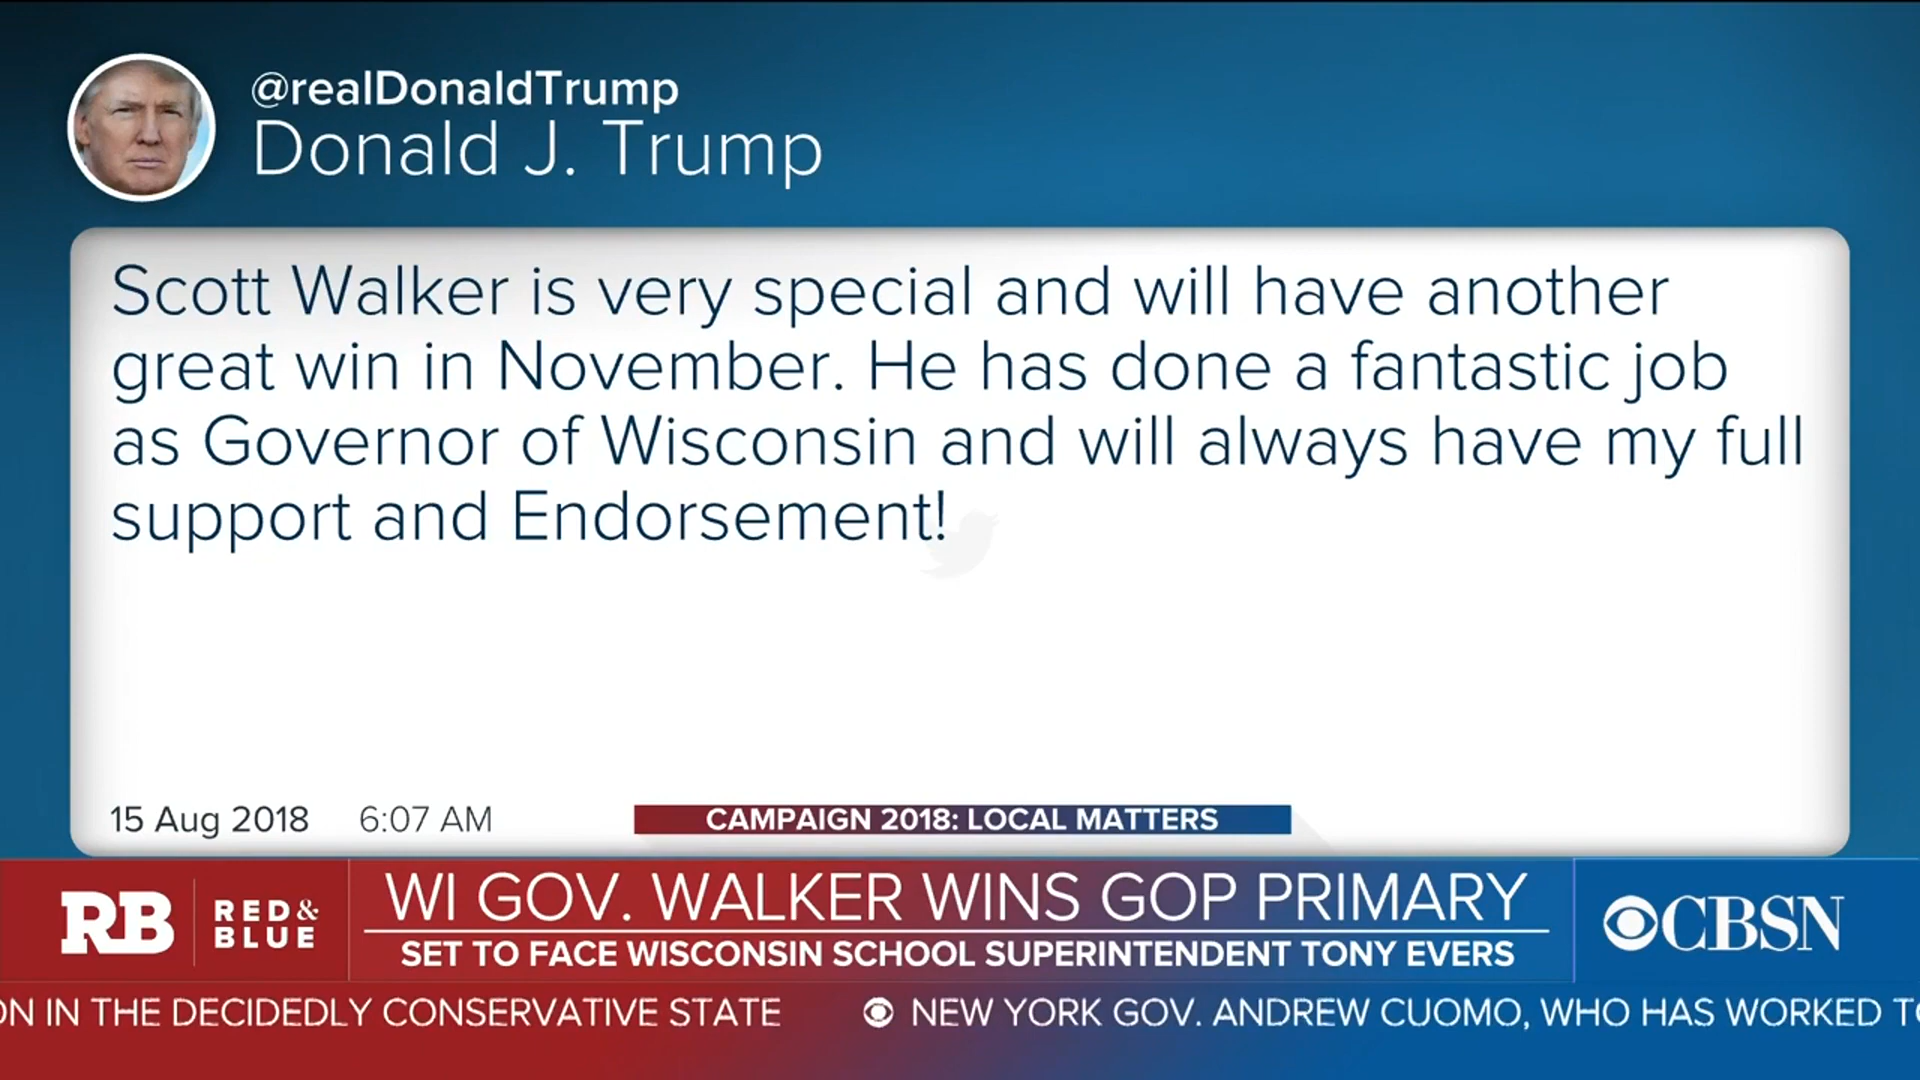 @realDonaldTrump
Donald J. Trump
Scott Walker is very special and will have another
great win in November. He has done a fantastic job
as Governor of Wisconsin and will always have my full
support and Endorsement!
15 Aug 2018 6:07 AM
CAMPAIGN 2018: LOCAL MATTERS
RB
RED&
BLUE
WI GOV. WALKER WINS GOP PRIMARY
SET TO FACE WISCONSIN SCHOOL SUPERINTENDENT TONY EVERS
CBSN
ON IN THE DECIDEDLY CONSERVATIVE STATE NEW YORK GOV. ANDREW CUOMO, WHO HAS WORKED TO